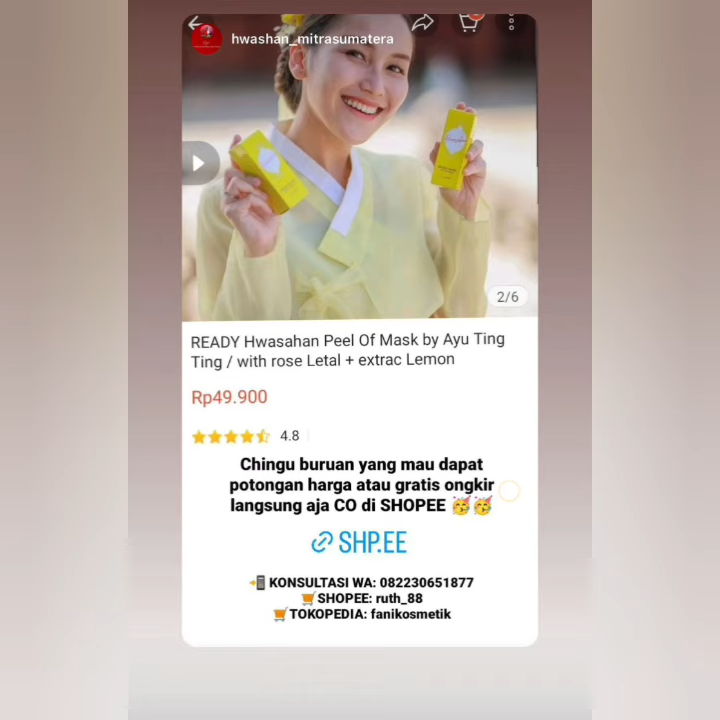 hwashan_mitrasumatera
2/6
READY Hwasahan Peel Of Mask by Ayu Ting
Ting / with rose Letal + extrac Lemon
Rp49.900
4.8
Chingu buruan yang mau dapat
potongan harga atau gratis ongkir
langsung aja CO di SHOPEE 🥳🥳
SHP.EE
📲 KONSULTASI WA: 082230651877
🛒SHOPEE: ruth_88
🛒TOKOPEDIA: fanikosmetik